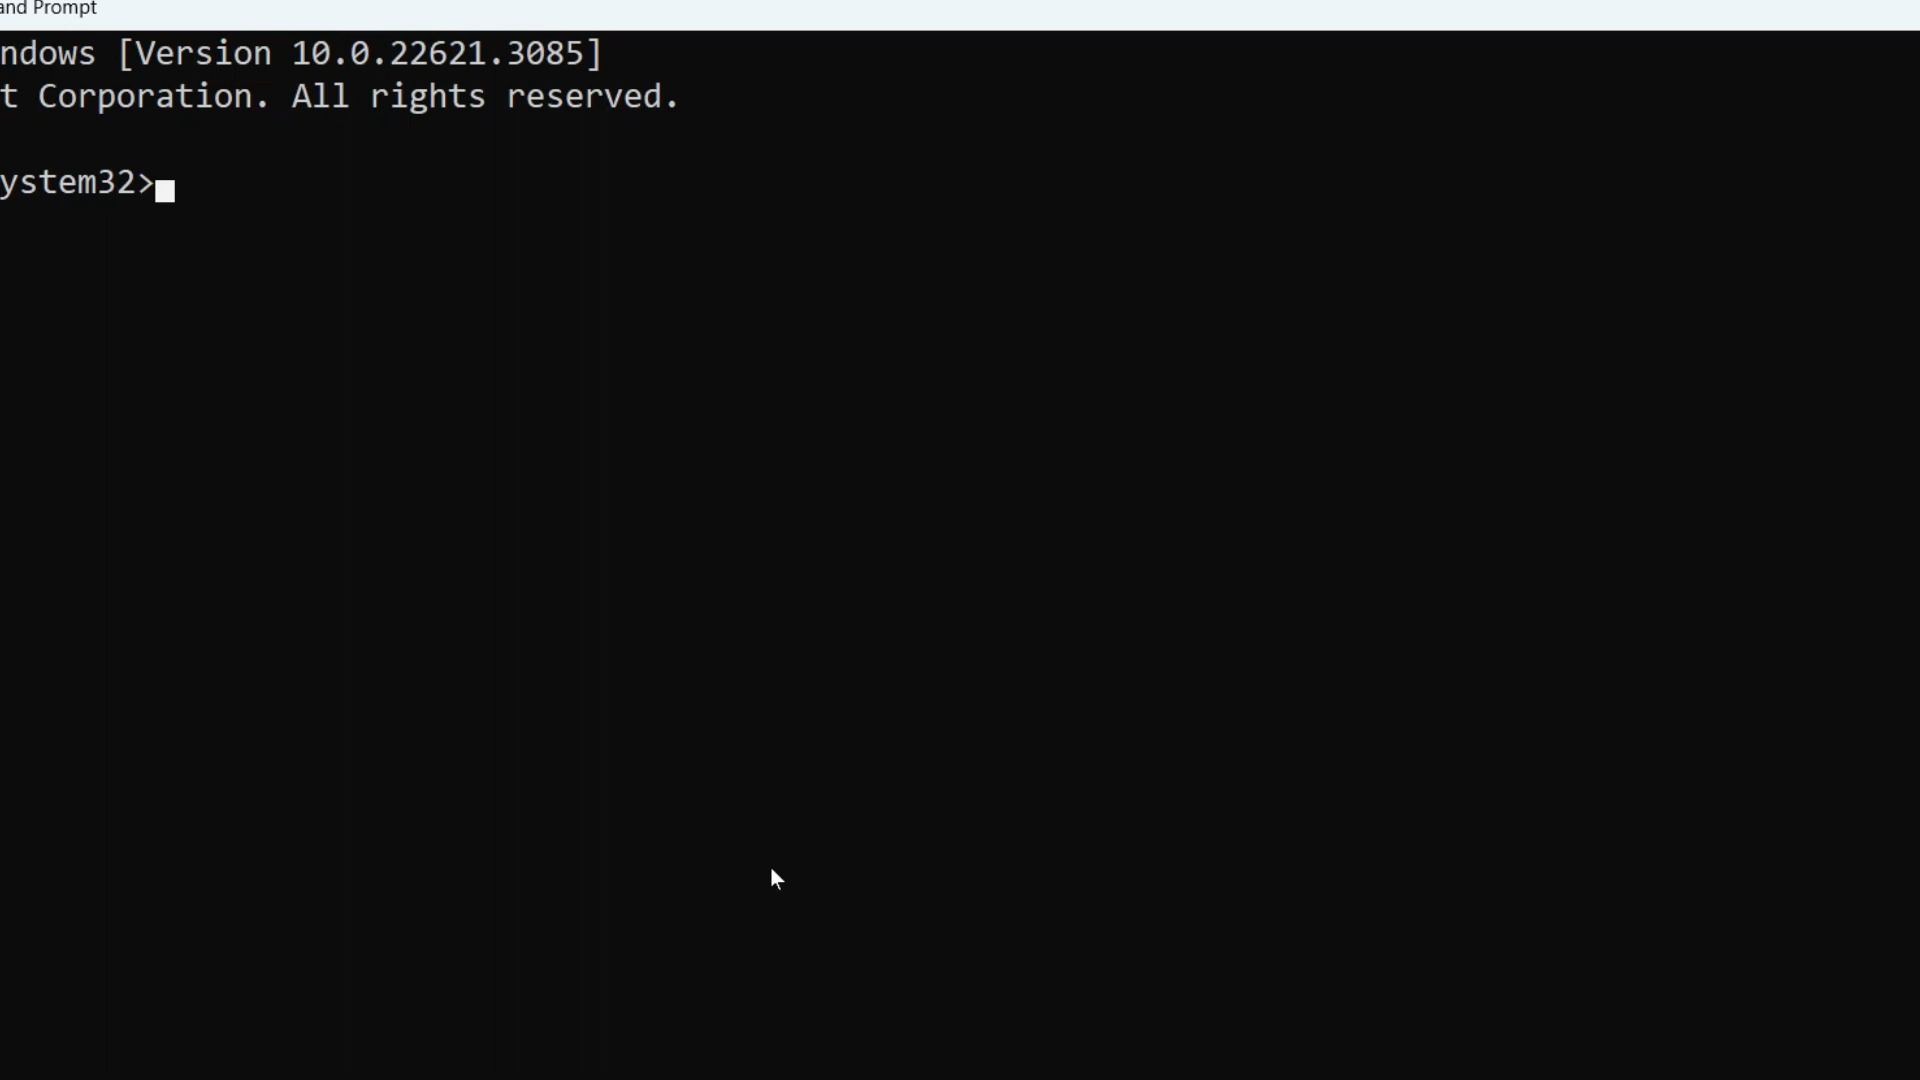 and Prompt
ndows [Version 10.0.22621.3085]
t Corporation. All rights reserved.
ystem32>